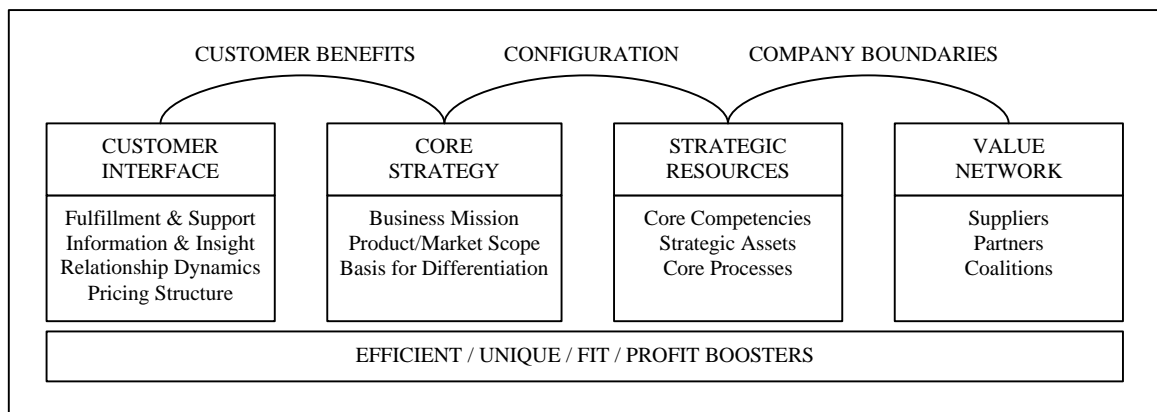 CUSTOMER BENEFITS
CONFIGURATION
COMPANY BOUNDARIES
CUSTOMER
INTERFACE
Fulfillment & Support
Information & Insight
Relationship Dynamics
Pricing Structure
CORE
STRATEGY
Business Mission
Product/Market Scope
Basis for Differentiation
STRATEGIC
RESOURCES
Core Competencies
Strategic Assets
Core Processes
VALUE
NETWORK
Suppliers
Partners
Coalitions
EFFICIENT / UNIQUE / FIT / PROFIT BOOSTERS